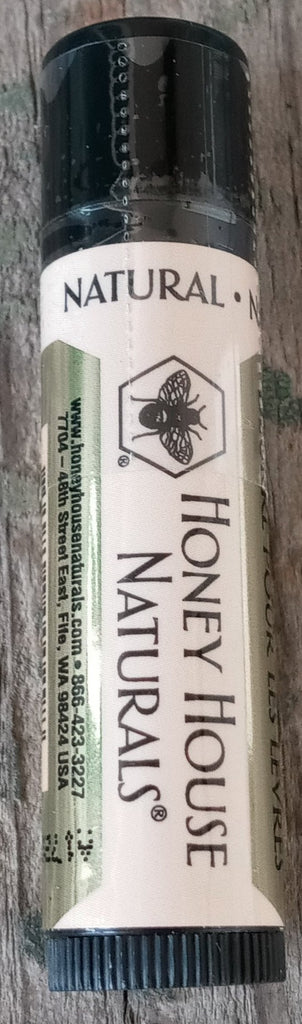 NATURAL •
HONEY HOUSE
NATURALS®
®
www.honeyhousenaturals.com • 866-423-3227
7704 – 48th Street East, Fife, WA 98424 USA
POUR LES LEVRES